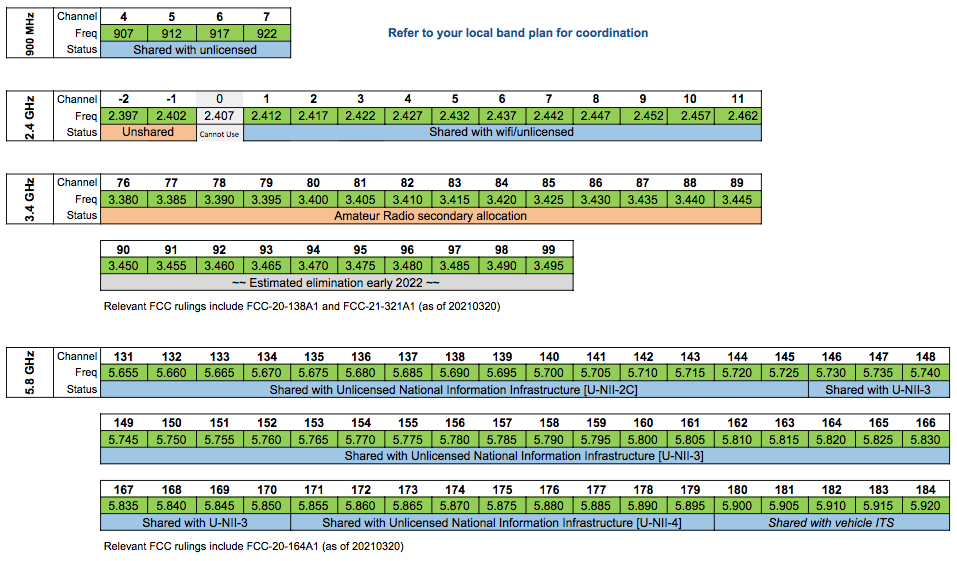 900 MHz
Channel 4 5 6 7
Freq 907 912 917 922
Status Shared with unlicensed
Refer to your local band plan for coordination
2.4 GHz
Channel -2 -1 0 1 2 3 4 5 6 7 8 9 10 11
Freq 2.397 2.402 2.407 2.412 2.417 2.422 2.427 2.432 2.437 2.442 2.447 2.452 2.457 2.462
Status Unshared Cannot Use Shared with wifi/unlicensed
3.4 GHz
Channel 76 77 78 79 80 81 82 83 84 85 86 87 88 89
Freq 3.380 3.385 3.390 3.395 3.400 3.405 3.410 3.415 3.420 3.425 3.430 3.435 3.440 3.445
Status Amateur Radio secondary allocation
90 91 92 93 94 95 96 97 98 99
3.450 3.455 3.460 3.465 3.470 3.475 3.480 3.485 3.490 3.495
~~ Estimated elimination early 2022 ~~
Relevant FCC rulings include FCC-20-138A1 and FCC-21-321A1 (as of 20210320)
5.8 GHz
Channel 131 132 133 134 135 136 137 138 139 140 141 142 143 144 145 146 147 148
Freq 5.655 5.660 5.665 5.670 5.675 5.680 5.685 5.690 5.695 5.700 5.705 5.710 5.715 5.720 5.725 5.730 5.735 5.740
Status Shared with Unlicensed National Information Infrastructure [U-NII-2C] Shared with U-NII-3
149 150 151 152 153 154 155 156 157 158 159 160 161 162 163 164 165 166
5.745 5.750 5.755 5.760 5.765 5.770 5.775 5.780 5.785 5.790 5.795 5.800 5.805 5.810 5.815 5.820 5.825 5.830
Shared with Unlicensed National Information Infrastructure [U-NII-3]
167 168 169 170 171 172 173 174 175 176 177 178 179 180 181 182 183 184
5.835 5.840 5.845 5.850 5.855 5.860 5.865 5.870 5.875 5.880 5.885 5.890 5.895 5.900 5.905 5.910 5.915 5.920
Shared with U-NII-3 Shared with Unlicensed National Information Infrastructure [U-NII-4] Shared with vehicle ITS
Relevant FCC rulings include FCC-20-164A1 (as of 20210320)